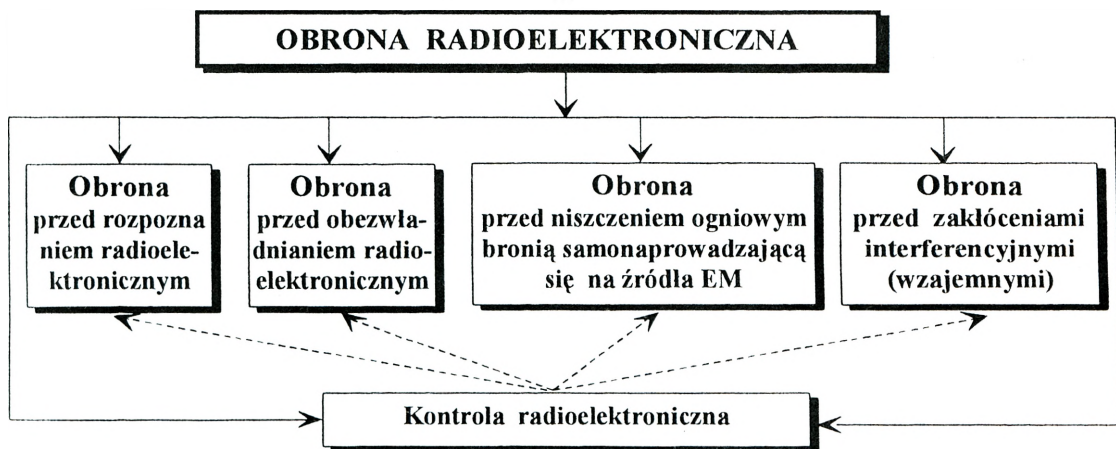 OBRONA RADIOELEKTRONICZNA
Obrona
przed rozpozna
niem radioele-
ktronicznym
Obrona
przed obezwła-
dnianiem radio-
elektronicznym
Obrona
przed niszczeniem ogniowym
bronią samonaprowadzającą
się na źródła EM
Obrona
przed zakłóceniami
interferencyjnymi
(wzajemnymi)
Kontrola radioelektroniczna